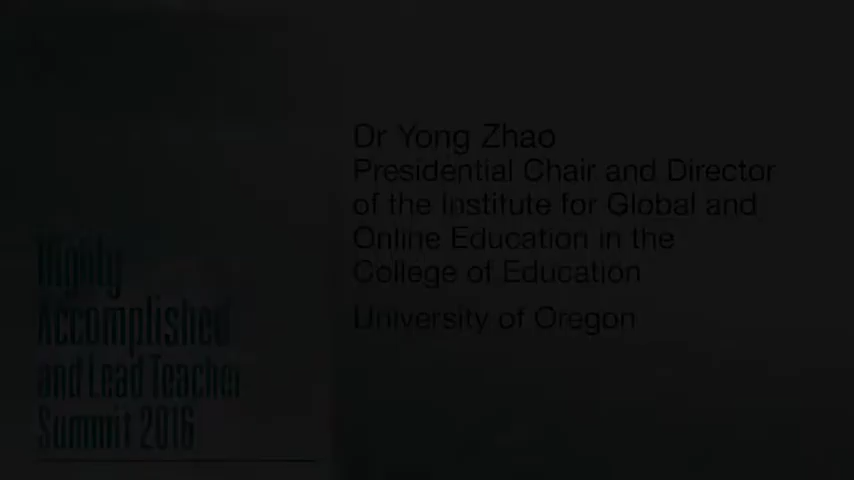 Dr Yong Zhao
Presidential Chair and Director
of the Institute for Global and
Online Education in the
College of Education
University of Oregon
Highly
Accomplished
and Lead Teacher
Summit 2016